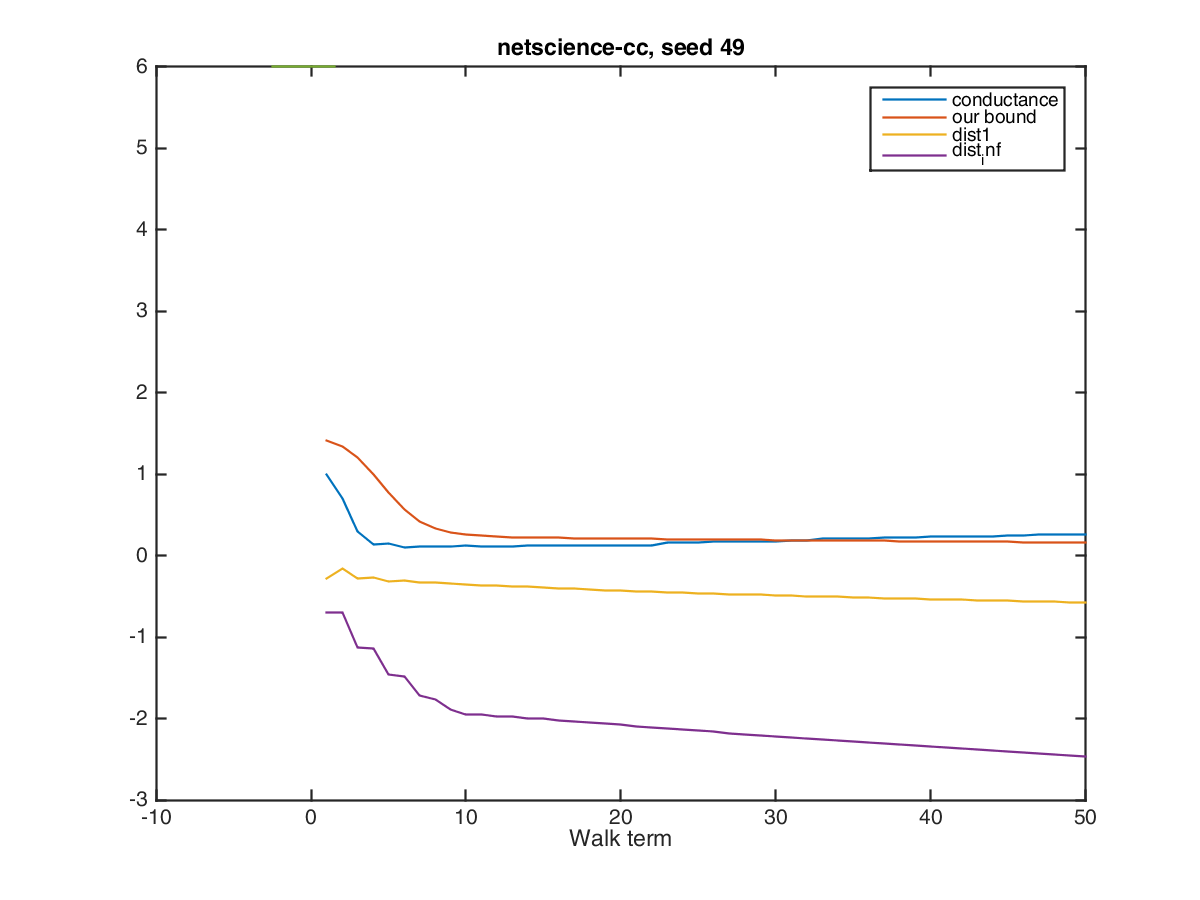 netscience-cc, seed 49
6
5
4
3
2
1
0
-1
-2
-3
conductance
our bound
dist1
dist_inf
-10 0 10 20 30 40 50
Walk term